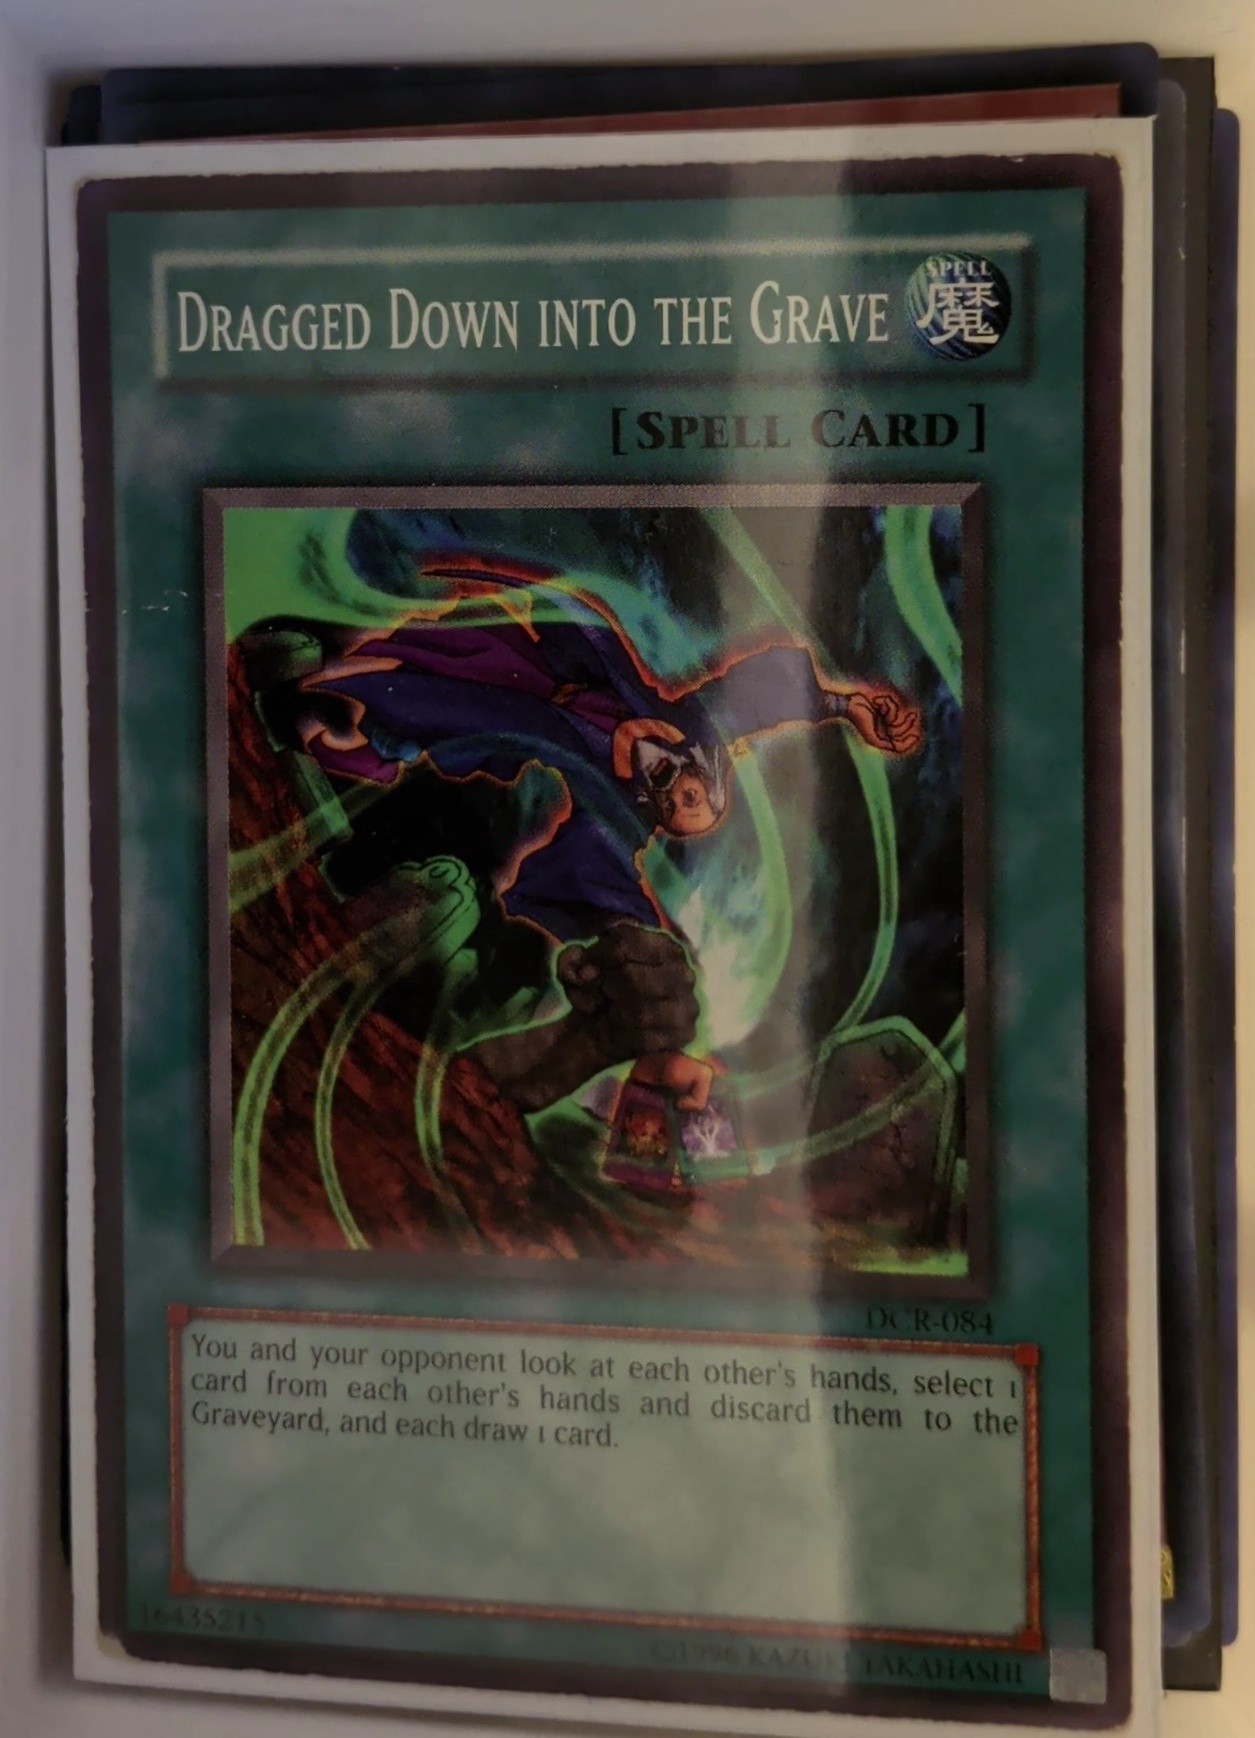 DRAGGED DOWN INTO THE GRAVE
SPELL
魔
[SPELL CARD]
DCR-084
You and your opponent look at each other's hands, select 1
card from each other's hands and discard them to the
Graveyard, and each draw 1 card.
16435215
©1996 KAZUKI TAKAHASHI